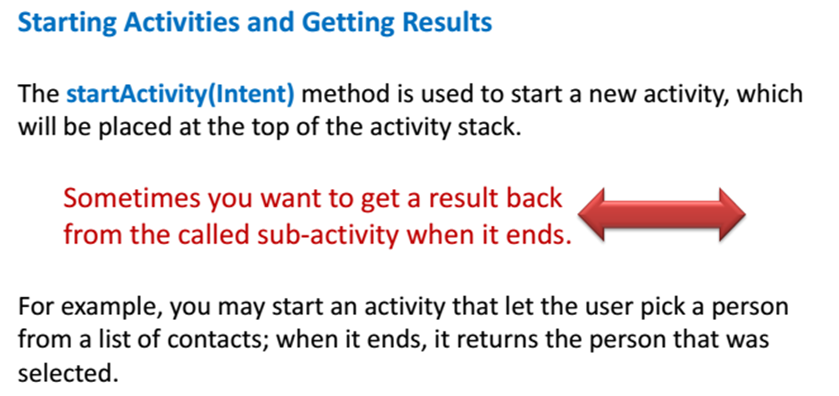 Starting Activities and Getting Results
The startActivity(Intent) method is used to start a new activity, which
will be placed at the top of the activity stack.
Sometimes you want to get a result back
from the called sub-activity when it ends.
For example, you may start an activity that let the user pick a person
from a list of contacts; when it ends, it returns the person that was
selected.